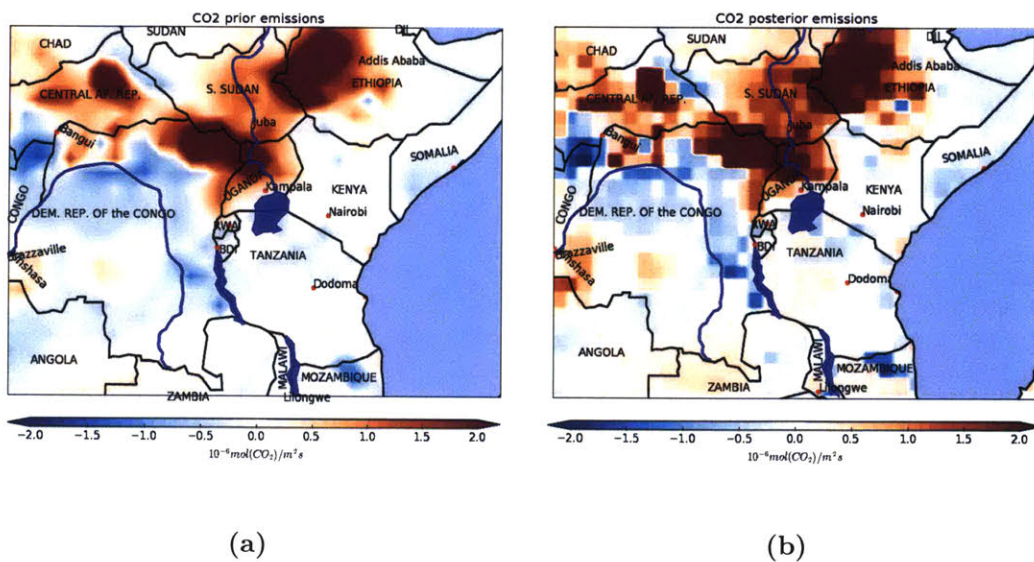 CO2 prior emissions
SUDAN
DJI.
CHAD
Addis Ababa
ETHIOPIA
S. SUDAN
CENTRAL AF. REP.
Juba
Bangui
SOMALIA
UGANDA
Kampala
KENYA
CONGO
DEM. REP. OF the CONGO
Nairobi
RWA
BDI
TANZANIA
Brazzaville
Kinshasa
Dodoma
ANGOLA
MALAWI
MOZAMBIQUE
ZAMBIA
Lilongwe
−2.0 −1.5 −1.0 −0.5 0.0 0.5 1.0 1.5 2.0
10⁻⁶mol(CO₂)/m²s
(a)
CO2 posterior emissions
SUDAN
DJI.
CHAD
Addis Ababa
ETHIOPIA
S. SUDAN
CENTRAL AF. REP.
Juba
Bangui
SOMALIA
UGANDA
Kampala
KENYA
CONGO
DEM. REP. OF the CONGO
Nairobi
RWA
BDI
TANZANIA
Brazzaville
Kinshasa
Dodoma
ANGOLA
MALAWI
MOZAMBIQUE
ZAMBIA
Lilongwe
−2.0 −1.5 −1.0 −0.5 0.0 0.5 1.0 1.5 2.0
10⁻⁶mol(CO₂)/m²s
(b)